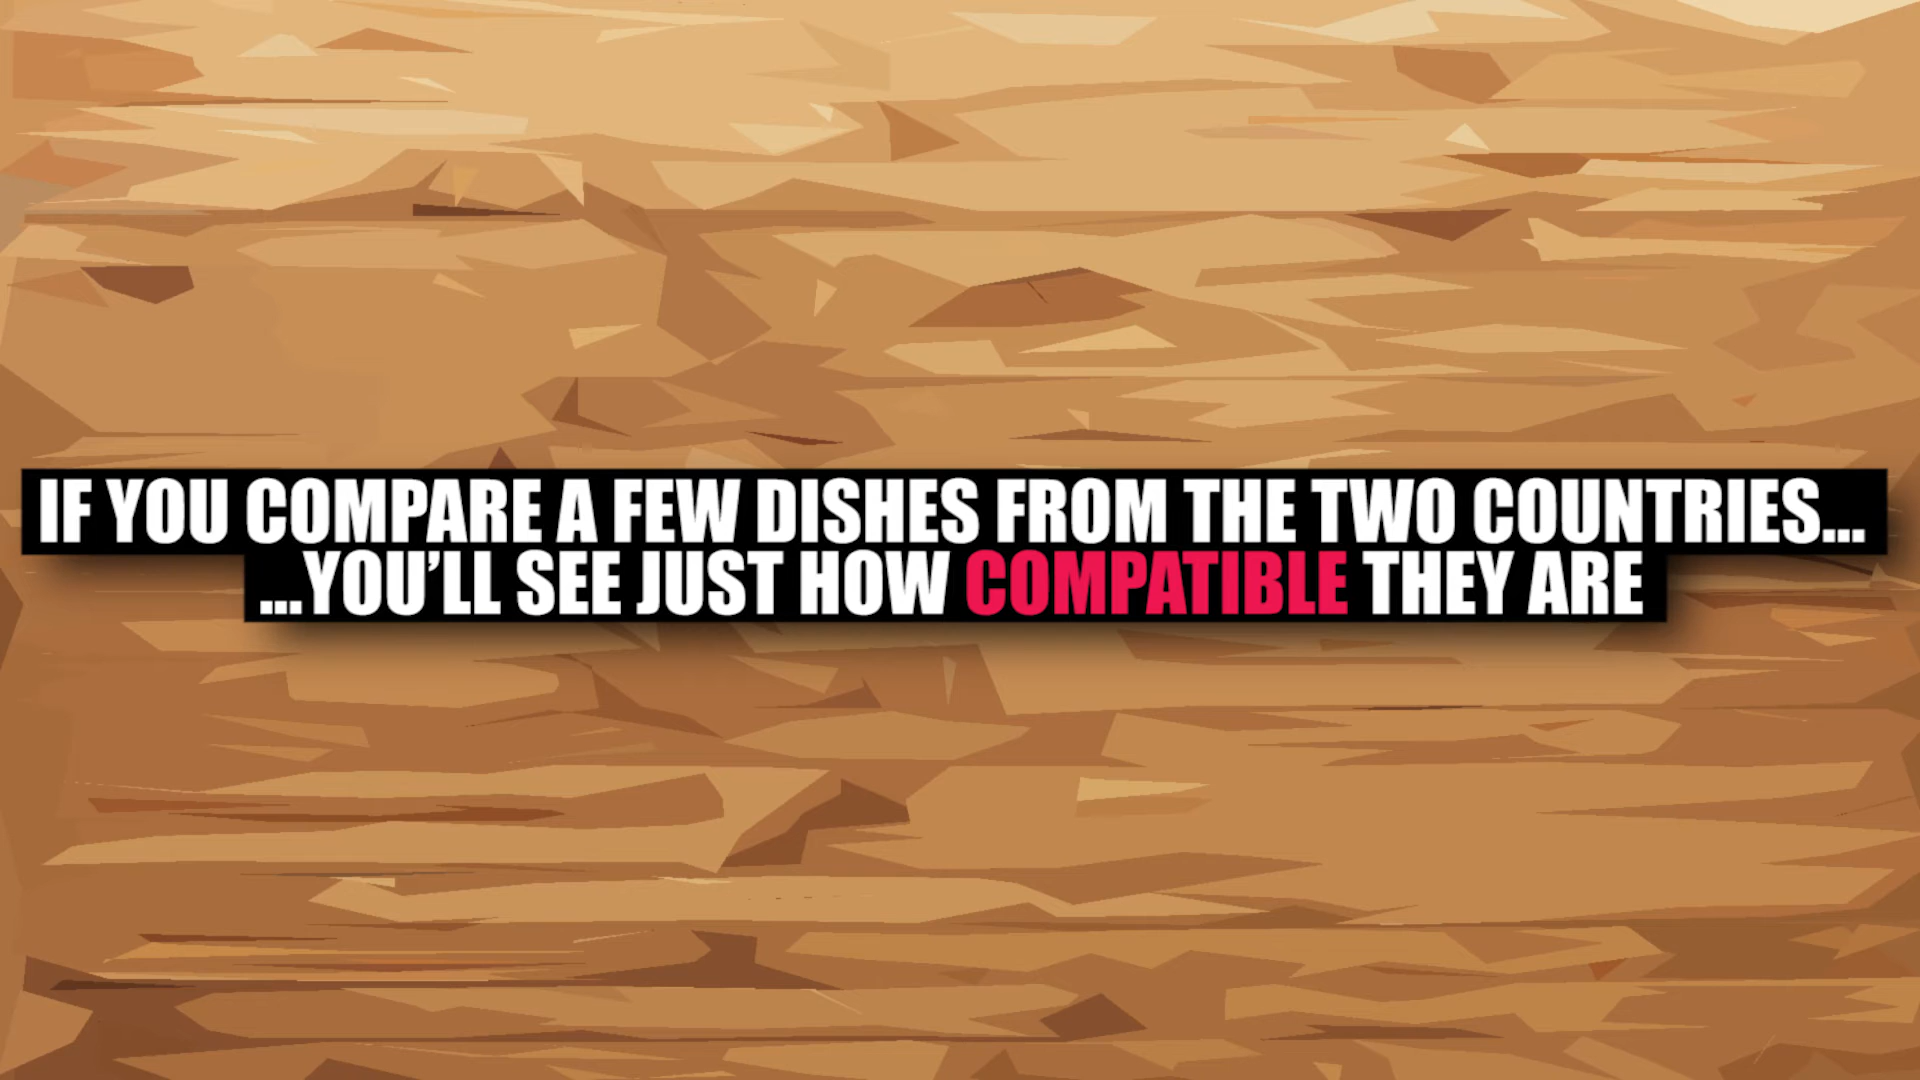 IF YOU COMPARE A FEW DISHES FROM THE TWO COUNTRIES...
...YOU’LL SEE JUST HOW COMPATIBLE THEY ARE